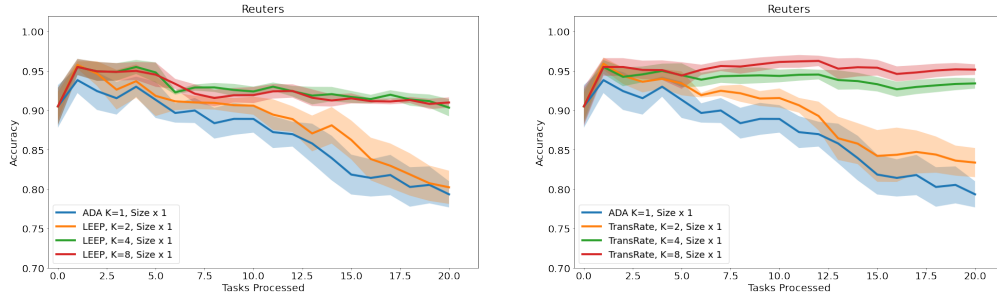 Reuters
1.00
0.95
0.90
0.85
0.80
0.75
0.70
Accuracy
0.0 2.5 5.0 7.5 10.0 12.5 15.0 17.5 20.0
Tasks Processed
ADA K=1, Size x 1
LEEP, K=2, Size x 1
LEEP, K=4, Size x 1
LEEP, K=8, Size x 1
Reuters
1.00
0.95
0.90
0.85
0.80
0.75
0.70
Accuracy
0.0 2.5 5.0 7.5 10.0 12.5 15.0 17.5 20.0
Tasks Processed
ADA K=1, Size x 1
TransRate, K=2, Size x 1
TransRate, K=4, Size x 1
TransRate, K=8, Size x 1